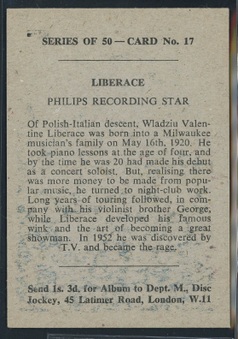 SERIES OF 50 — CARD No. 17
LIBERACE
PHILIPS RECORDING STAR
Of Polish-Italian descent, Wladziu Valen-
tine Liberace was born into a Milwaukee
musician's family on May 16th, 1920. He
took piano lessons at the age of four, and
by the time he was 20 had made his debut
as a concert soloist. But, realising there
was more money to be made from popu-
lar music, he turned to night-club work.
Long years of touring followed, in com-
pany with his violinist brother George,
while Liberace developed his famous
wink and the art of becoming a great
showman. In 1952 he was discovered by
T.V. and became the rage.
Send 1s. 3d. for Album to Dept. M., Disc
Jockey, 45 Latimer Road, London, W.11